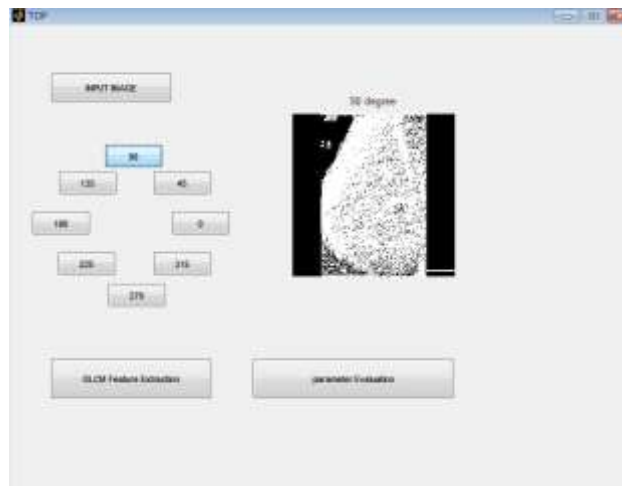 TOP
INPUT IMAGE
90 degree
90
135
45
180
0
225
315
270
GLCM Feature Extraction
parameter Evaluation